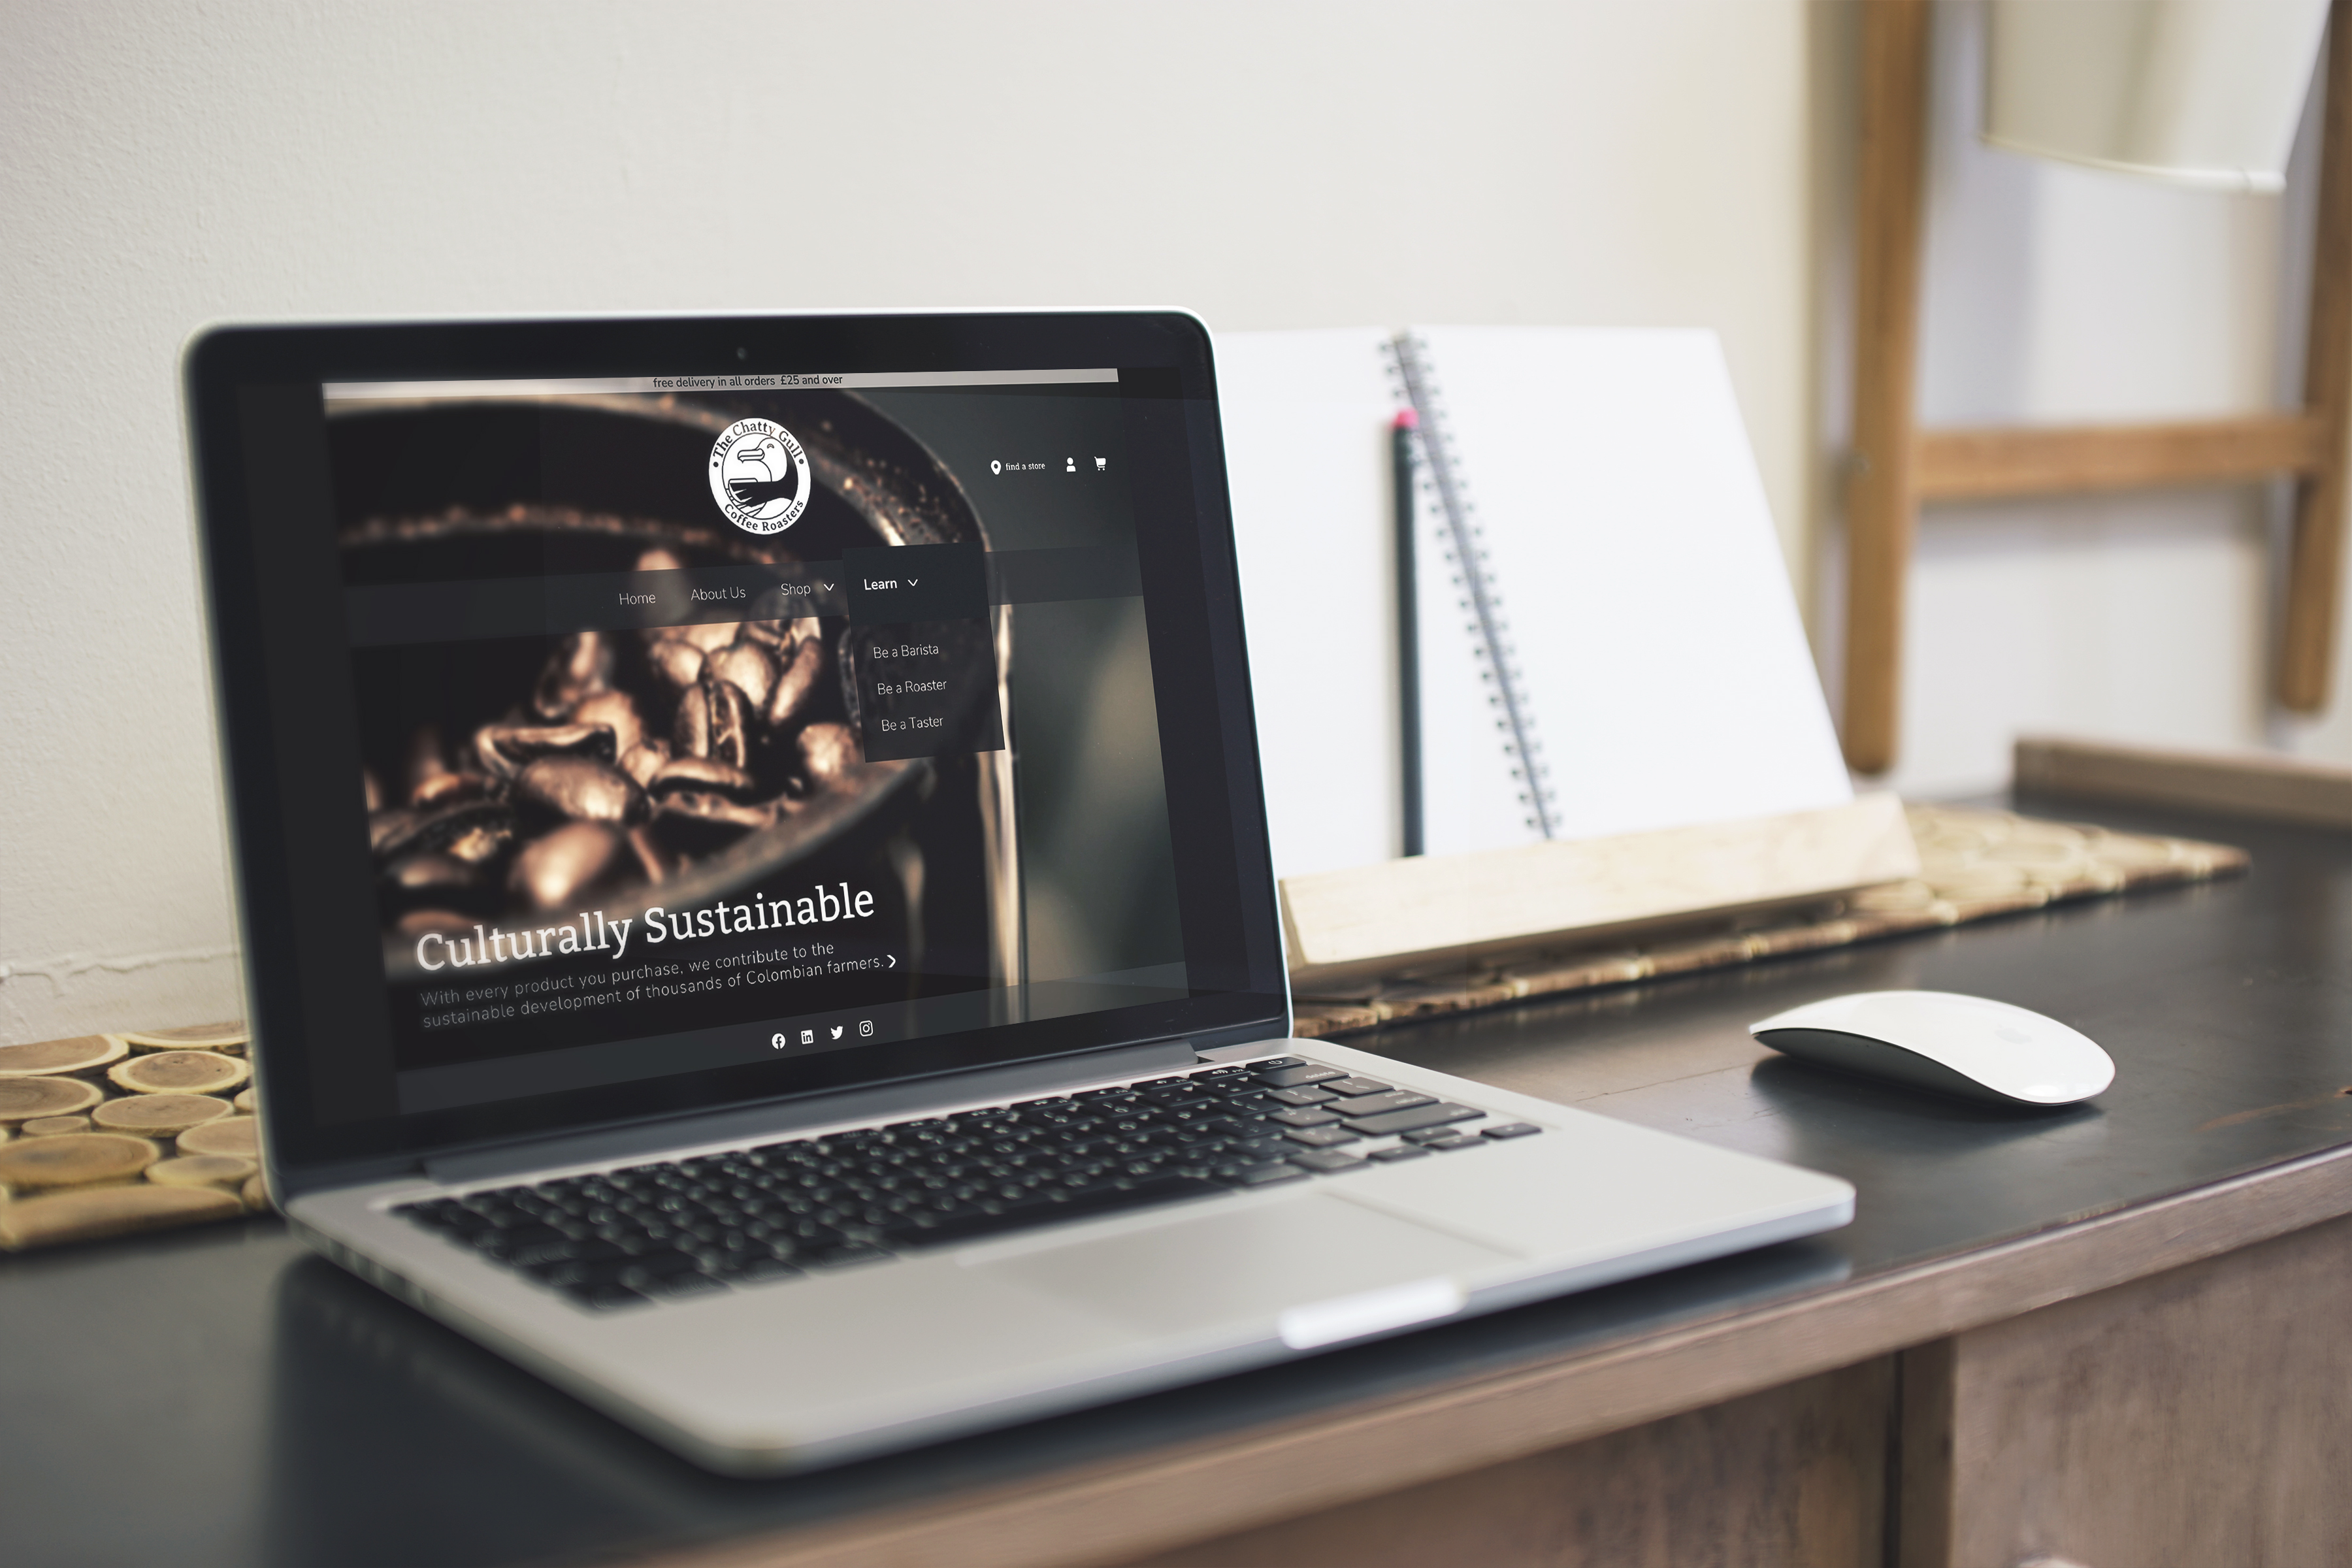 free delivery in all orders £25 and over
The Chatty Gull
Coffee Roasters
find a store
Home
About Us
Shop
Learn
Be a Barista
Be a Roaster
Be a Taster
Culturally Sustainable
With every product you purchase, we contribute to the
sustainable development of thousands of Colombian farmers.